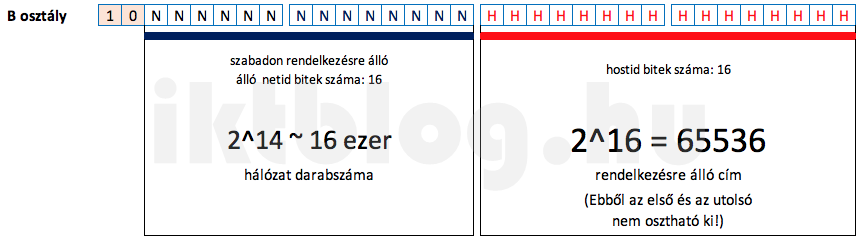 B osztály 1 0 N N N N N N N N N N N N N N H H H H H H H H H H H H H H H H
szabadon rendelkezésre álló
álló netid bitek száma: 16
hostid bitek száma: 16
2^14 ~ 16 ezer
2^16 = 65536
hálózat darabszáma
rendelkezésre álló cím
(Ebből az első és az utolsó
nem osztható ki!)
iktblog.hu